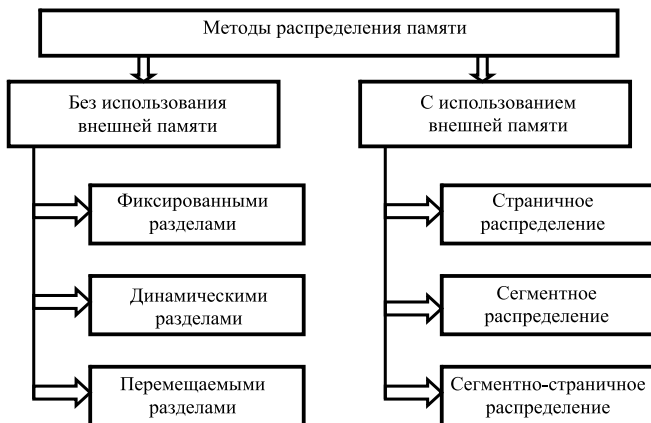 Методы распределения памяти
Без использования
внешней памяти
С использованием
внешней памяти
Фиксированными
разделами
Страничное
распределение
Динамическими
разделами
Сегментное
распределение
Перемещаемыми
разделами
Сегментно-страничное
распределение